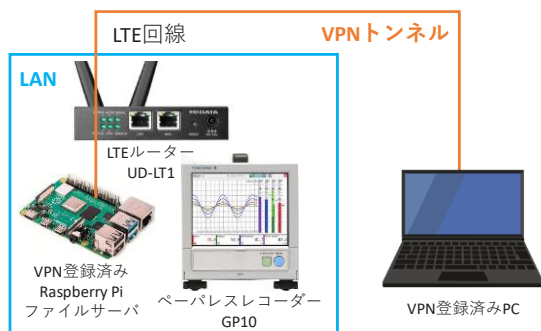 LTE回線
VPNトンネル
LAN
I-O DATA
LTEルーター
UD-LT1
YOKOGAWA
VPN登録済み
Raspberry Pi
ファイルサーバ
ペーパレスレコーダー
GP10
VPN登録済みPC